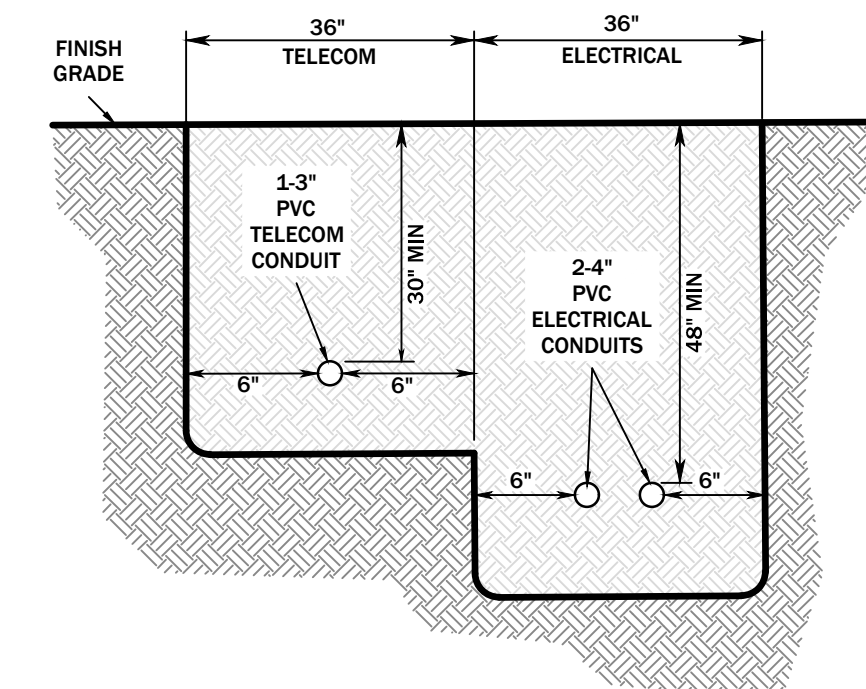 36"
36"
TELECOM
ELECTRICAL
FINISH
GRADE
1-3"
PVC
TELECOM
CONDUIT
30" MIN
2-4"
PVC
ELECTRICAL
CONDUITS
48" MIN
6"
6"
6"
6"